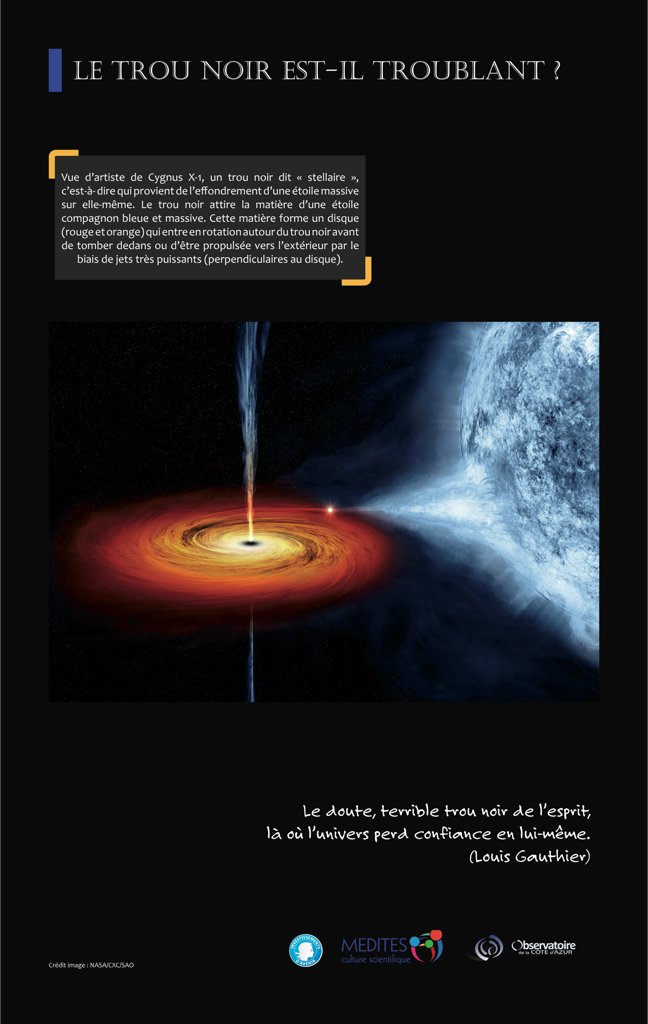 LE TROU NOIR EST-IL TROUBLANT ?
Vue d'artiste de Cygnus X-1, un trou noir dit « stellaire »,
c'est-à-dire qui provient de l'effondrement d'une étoile massive
sur elle-même. Le trou noir attire la matière d'une étoile
compagnon bleue et massive. Cette matière forme un disque
(rouge et orange) qui entre en rotation autour du trou noir avant
de tomber dedans ou d'être propulsée vers l'extérieur par le
biais de jets très puissants (perpendiculaires au disque).
Le doute, terrible trou noir de l'esprit,
là où l'univers perd confiance en lui-même.
(Louis Gauthier)
INVESTISSEMENTS
D'AVENIR
MEDITES
culture scientifique
Observatoire
de la CÔTE d'AZUR
Crédit image : NASA/CXC/SAO